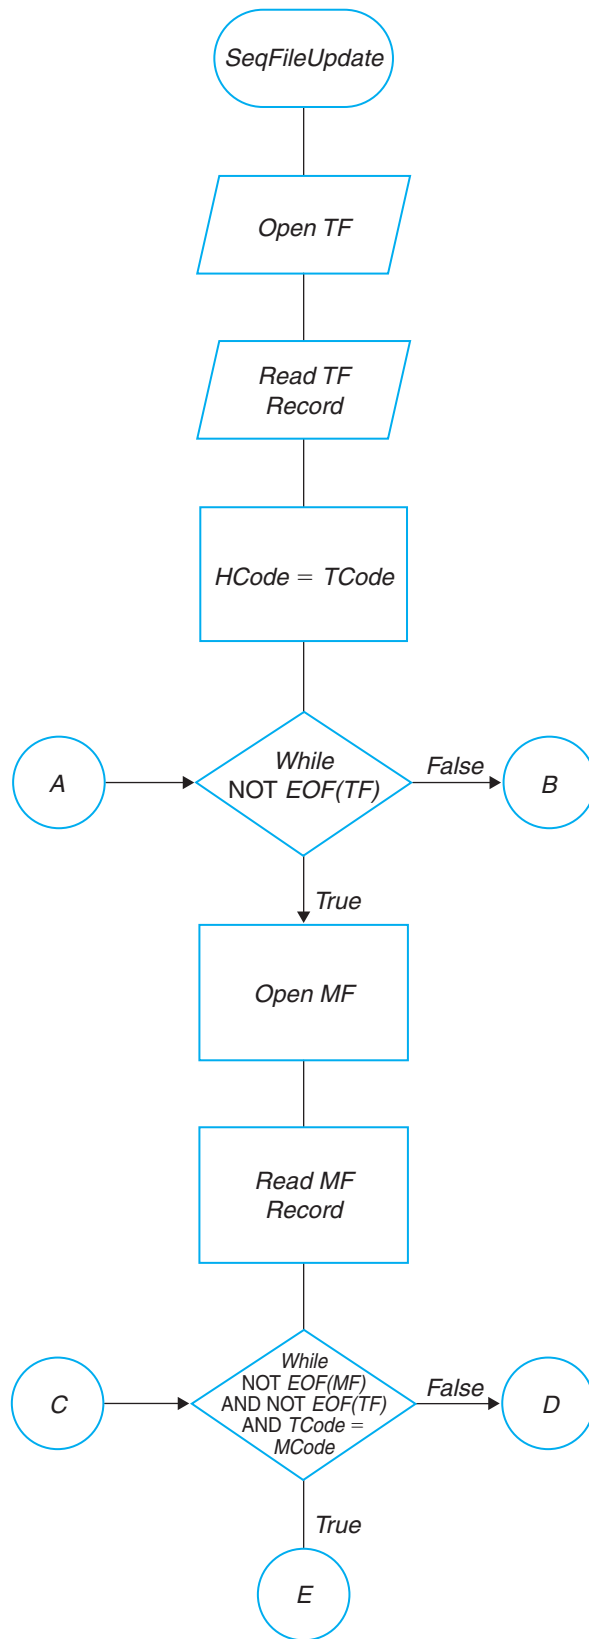 SeqFileUpdate
Open TF
Read TF
Record
HCode = TCode
A
While
NOT EOF(TF)
False
B
True
Open MF
Read MF
Record
C
While
NOT EOF(MF)
AND NOT EOF(TF)
AND TCode =
MCode
False
D
True
E